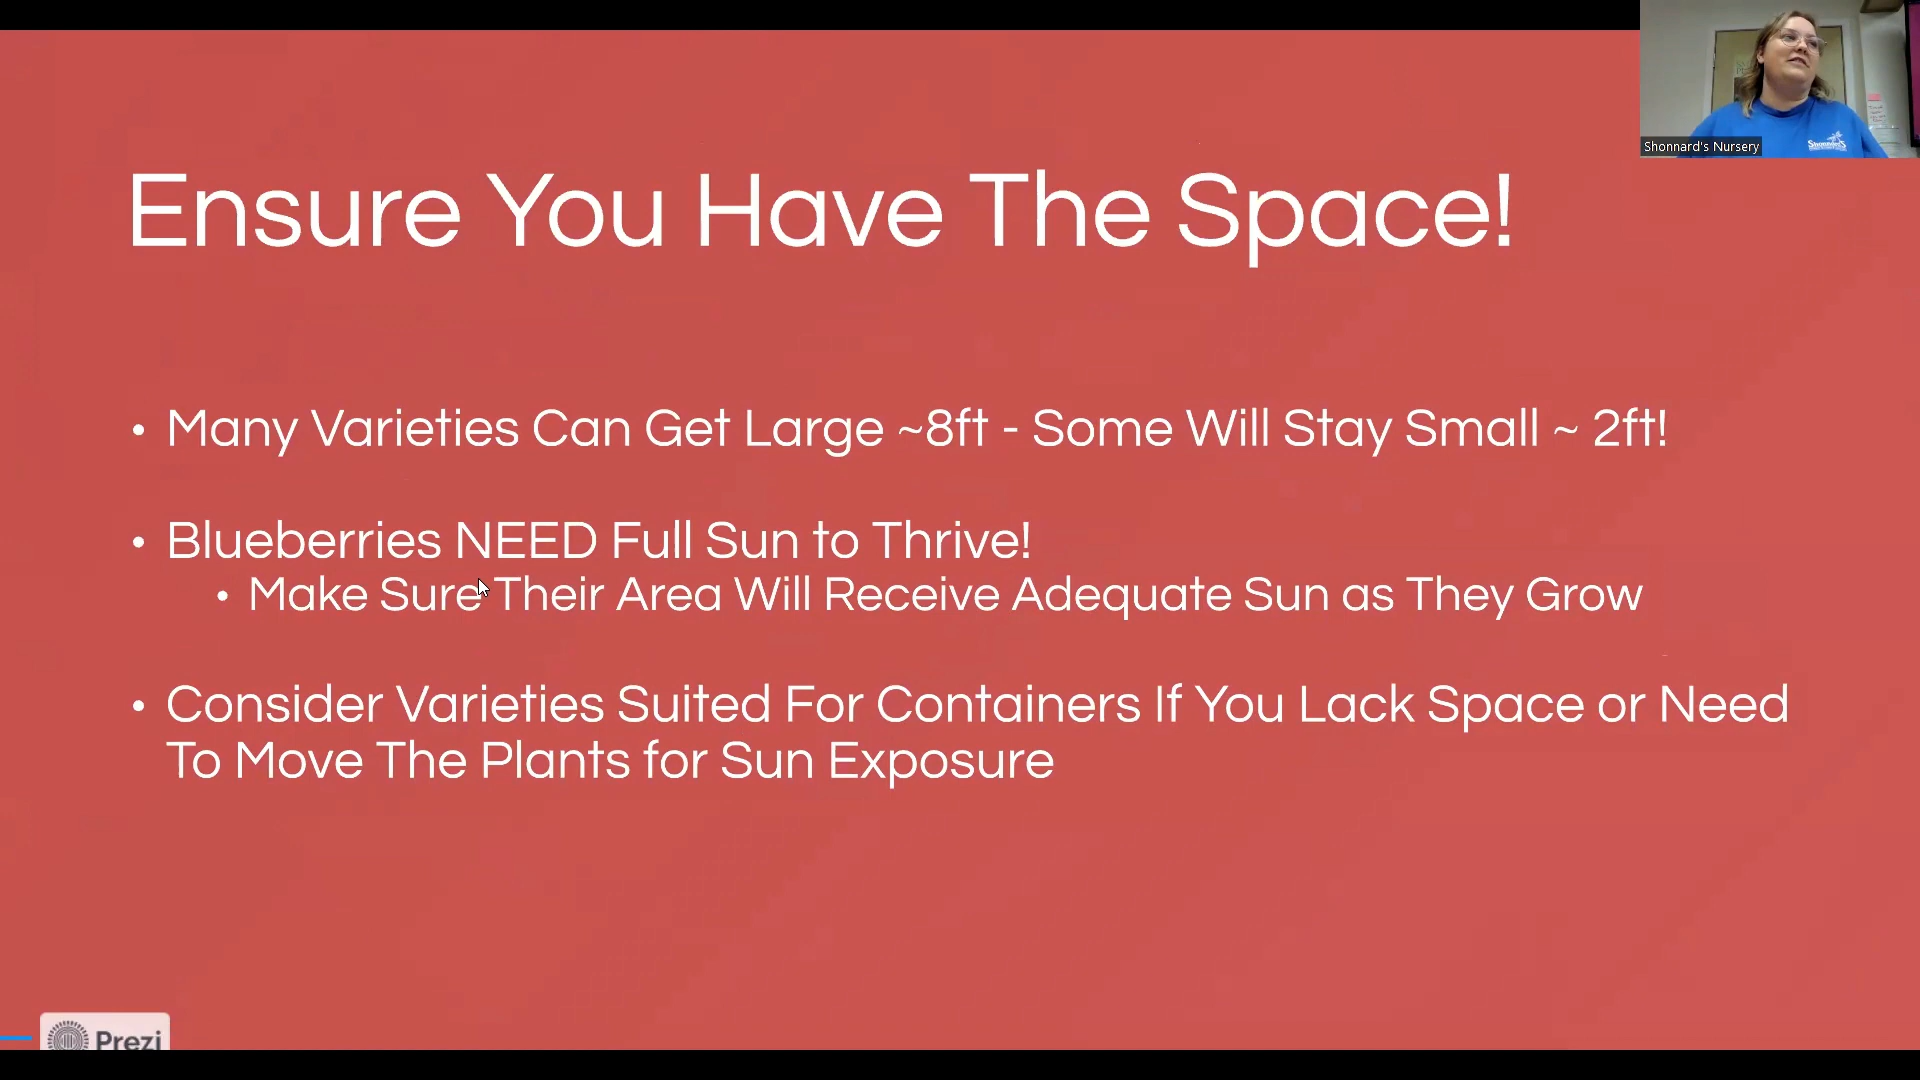 Ensure You Have The Space!
• Many Varieties Can Get Large ~8ft - Some Will Stay Small ~ 2ft!
• Blueberries NEED Full Sun to Thrive!
• Make Sure Their Area Will Receive Adequate Sun as They Grow
• Consider Varieties Suited For Containers If You Lack Space or Need
To Move The Plants for Sun Exposure
Shonnard's
Shonnard's Nursery
Prezi